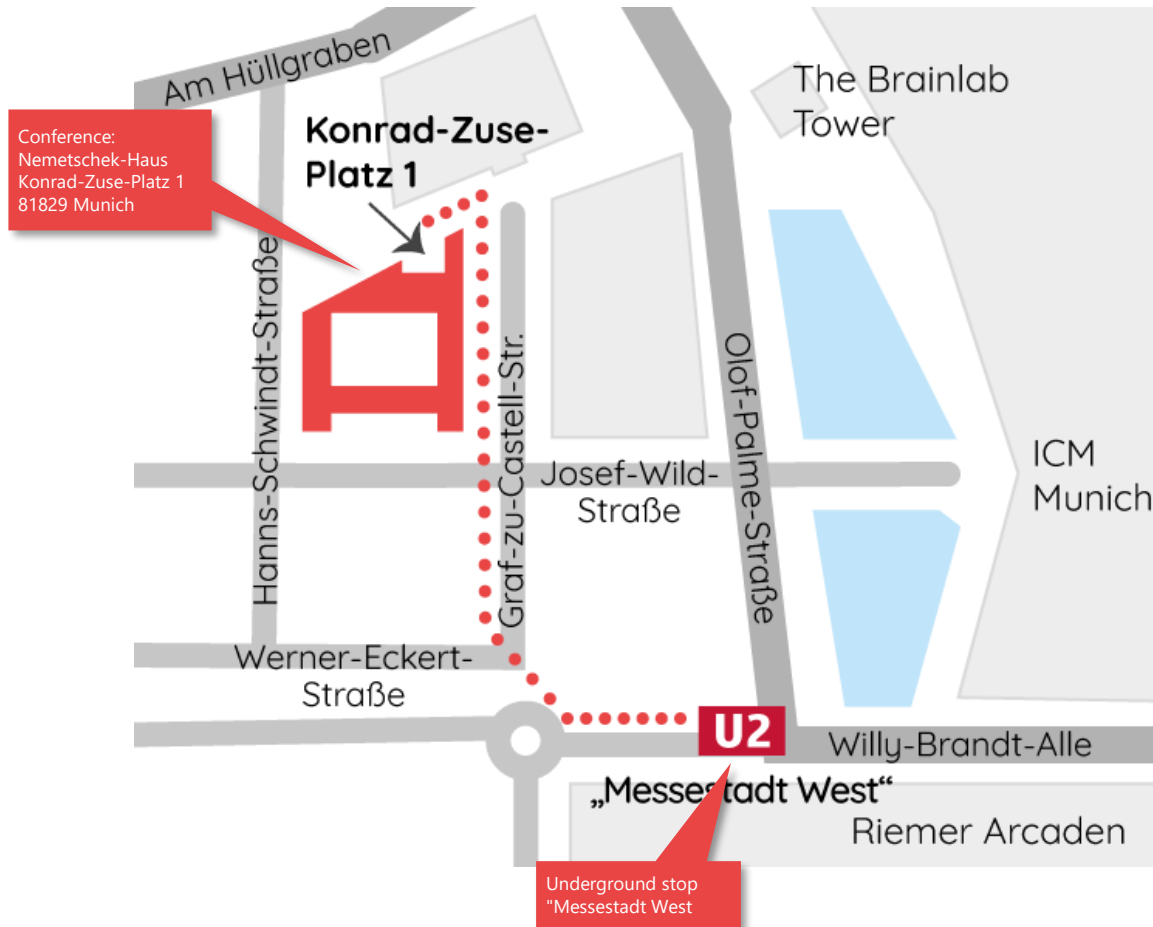 Am Hüllgraben
The Brainlab
Tower
Conference:
Nemetschek-Haus
Konrad-Zuse-Platz 1
81829 Munich
Konrad-Zuse-
Platz 1
Hanns-Schwindt-Straße
Graf-zu-Castell-Str.
Olof-Palme-Straße
Josef-Wild-
Straße
ICM
Munich
Werner-Eckert-
Straße
U2
Willy-Brandt-Alle
„Messestadt West“
Riemer Arcaden
Underground stop
"Messestadt West